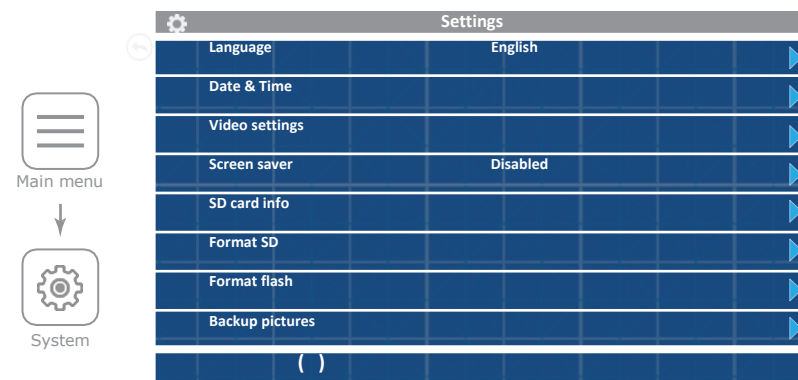 Settings
Language English
Date & Time
Video settings
Screen saver Disabled
SD card info
Format SD
Format flash
Backup pictures
( )
Main menu
System